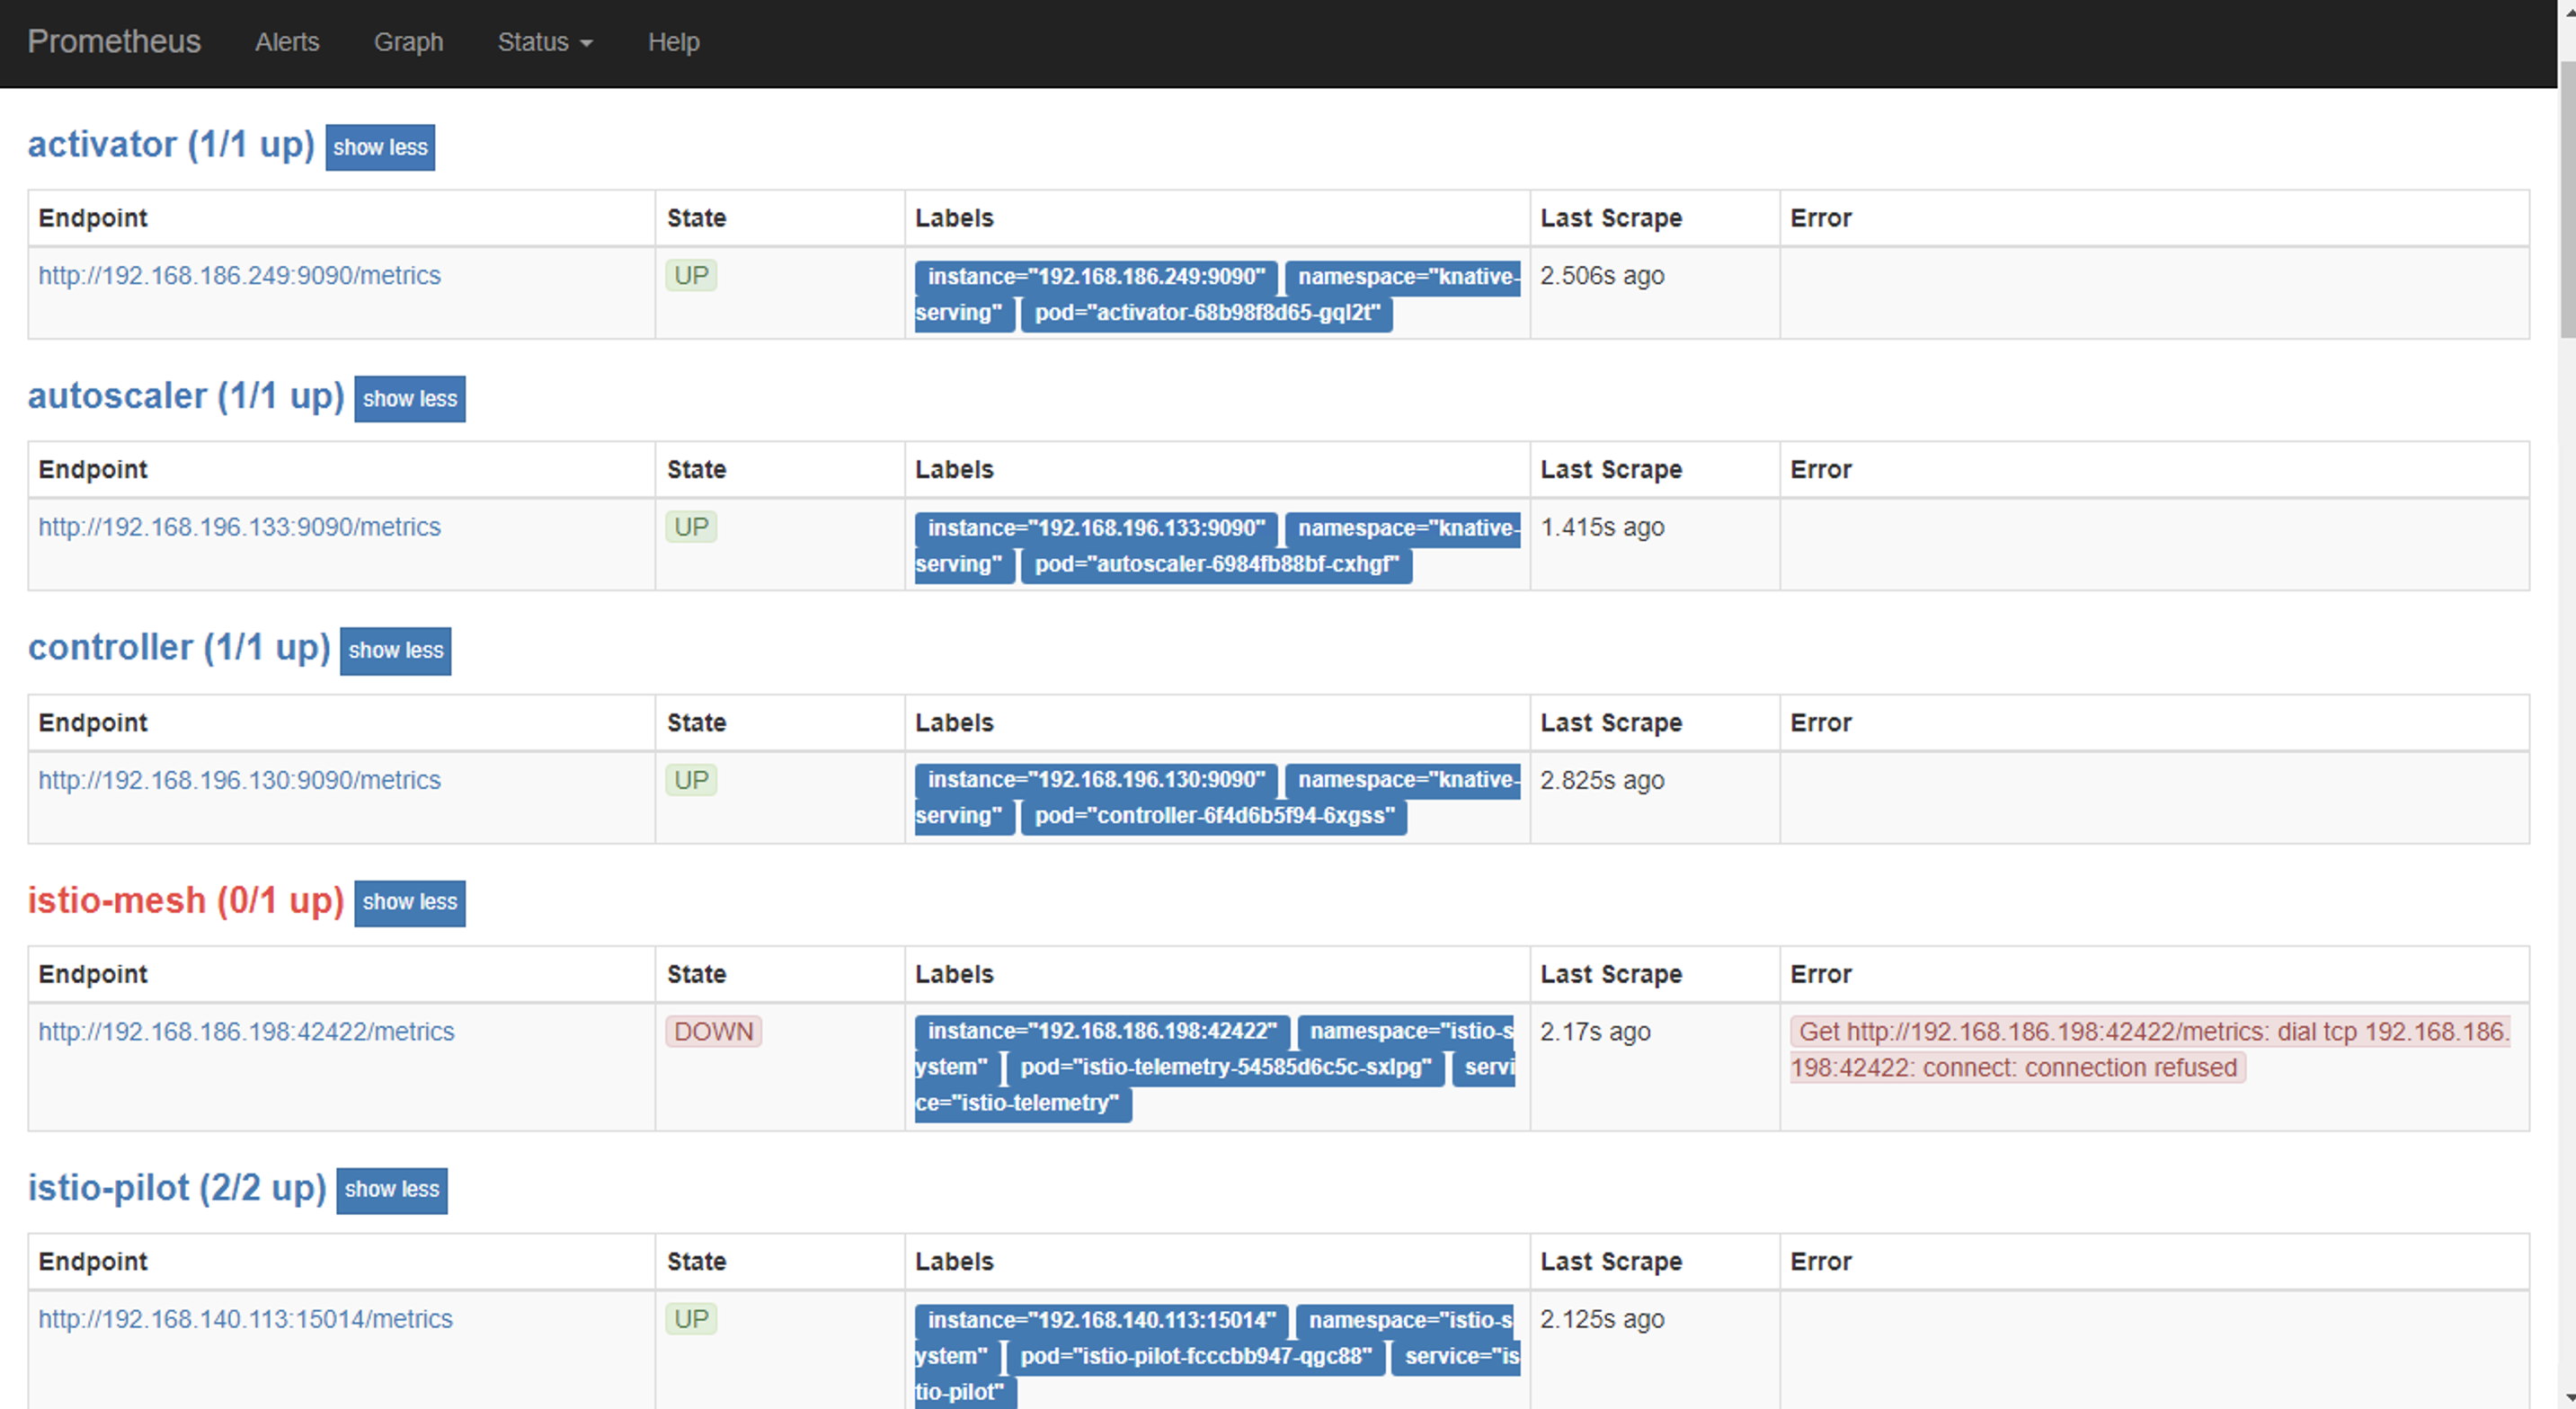 Prometheus Alerts Graph Status Help
activator (1/1 up) show less
Endpoint State Labels Last Scrape Error
http://192.168.186.249:9090/metrics UP instance="192.168.186.249:9090" namespace="knative- 2.506s ago
serving" pod="activator-68b98f8d65-gql2t"
autoscaler (1/1 up) show less
Endpoint State Labels Last Scrape Error
http://192.168.196.133:9090/metrics UP instance="192.168.196.133:9090" namespace="knative- 1.415s ago
serving" pod="autoscaler-6984fb88bf-cxhgf"
controller (1/1 up) show less
Endpoint State Labels Last Scrape Error
http://192.168.196.130:9090/metrics UP instance="192.168.196.130:9090" namespace="knative- 2.825s ago
serving" pod="controller-6f4d6b5f94-6xgss"
istio-mesh (0/1 up) show less
Endpoint State Labels Last Scrape Error
http://192.168.186.198:42422/metrics DOWN instance="192.168.186.198:42422" namespace="istio-s 2.17s ago Get http://192.168.186.198:42422/metrics: dial tcp 192.168.186.
ystem" pod="istio-telemetry-54585d6c5c-sxlpg" servi 198:42422: connect: connection refused
ce="istio-telemetry"
istio-pilot (2/2 up) show less
Endpoint State Labels Last Scrape Error
http://192.168.140.113:15014/metrics UP instance="192.168.140.113:15014" namespace="istio-s 2.125s ago
ystem" pod="istio-pilot-fcccbb947-qgc88" service="is
tio-pilot"